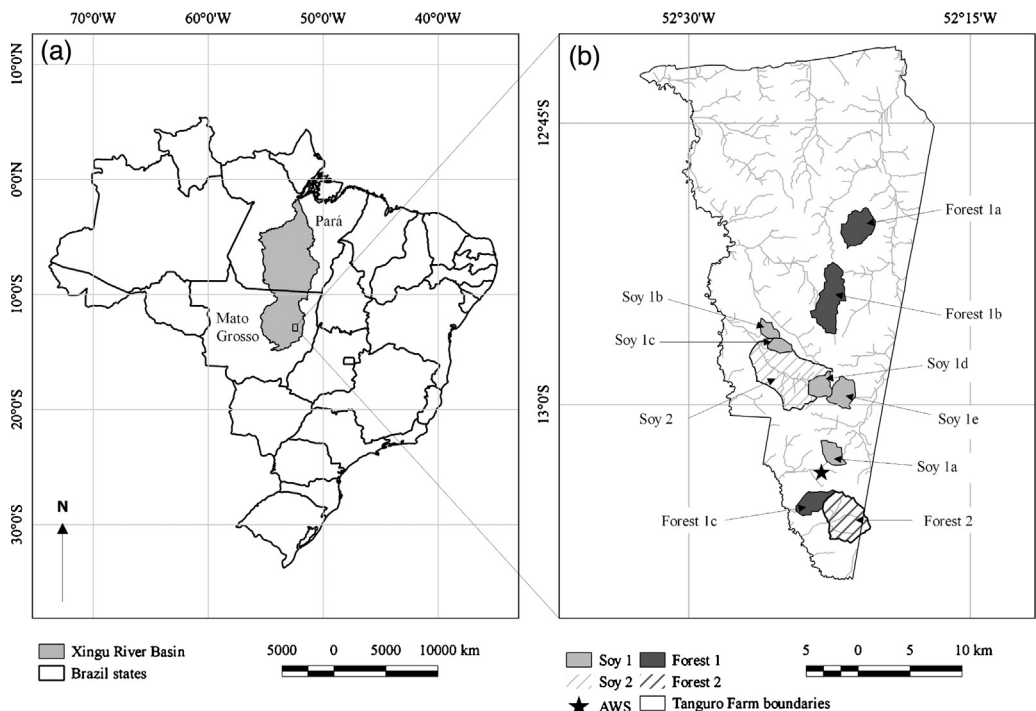 70°0'W 60°0'W 50°0'W 40°0'W
52°30'W 52°15'W
(a)
(b)
10°0'N
0°0'N
10°0'S
20°0'S
30°0'S
Pará
Mato
Grosso
N
12°45'S
13°0'S
Forest 1a
Forest 1b
Soy 1b
Soy 1c
Soy 1d
Soy 2
Soy 1e
Soy 1a
Forest 1c
Forest 2
Xingu River Basin
Brazil states
5000 0 5000 10000 km
Soy 1 Forest 1
Soy 2 Forest 2
AWS Tanguro Farm boundaries
5 0 5 10 km